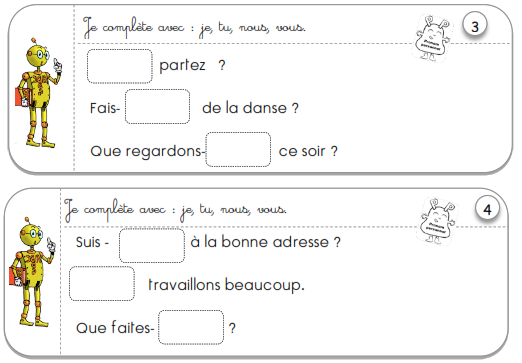 Je complète avec : je, tu, nous, vous.
3
partez ?
Fais- de la danse ?
Que regardons- ce soir ?
Je complète avec : je, tu, nous, vous.
4
Suis - à la bonne adresse ?
travaillons beaucoup.
Que faites- ?